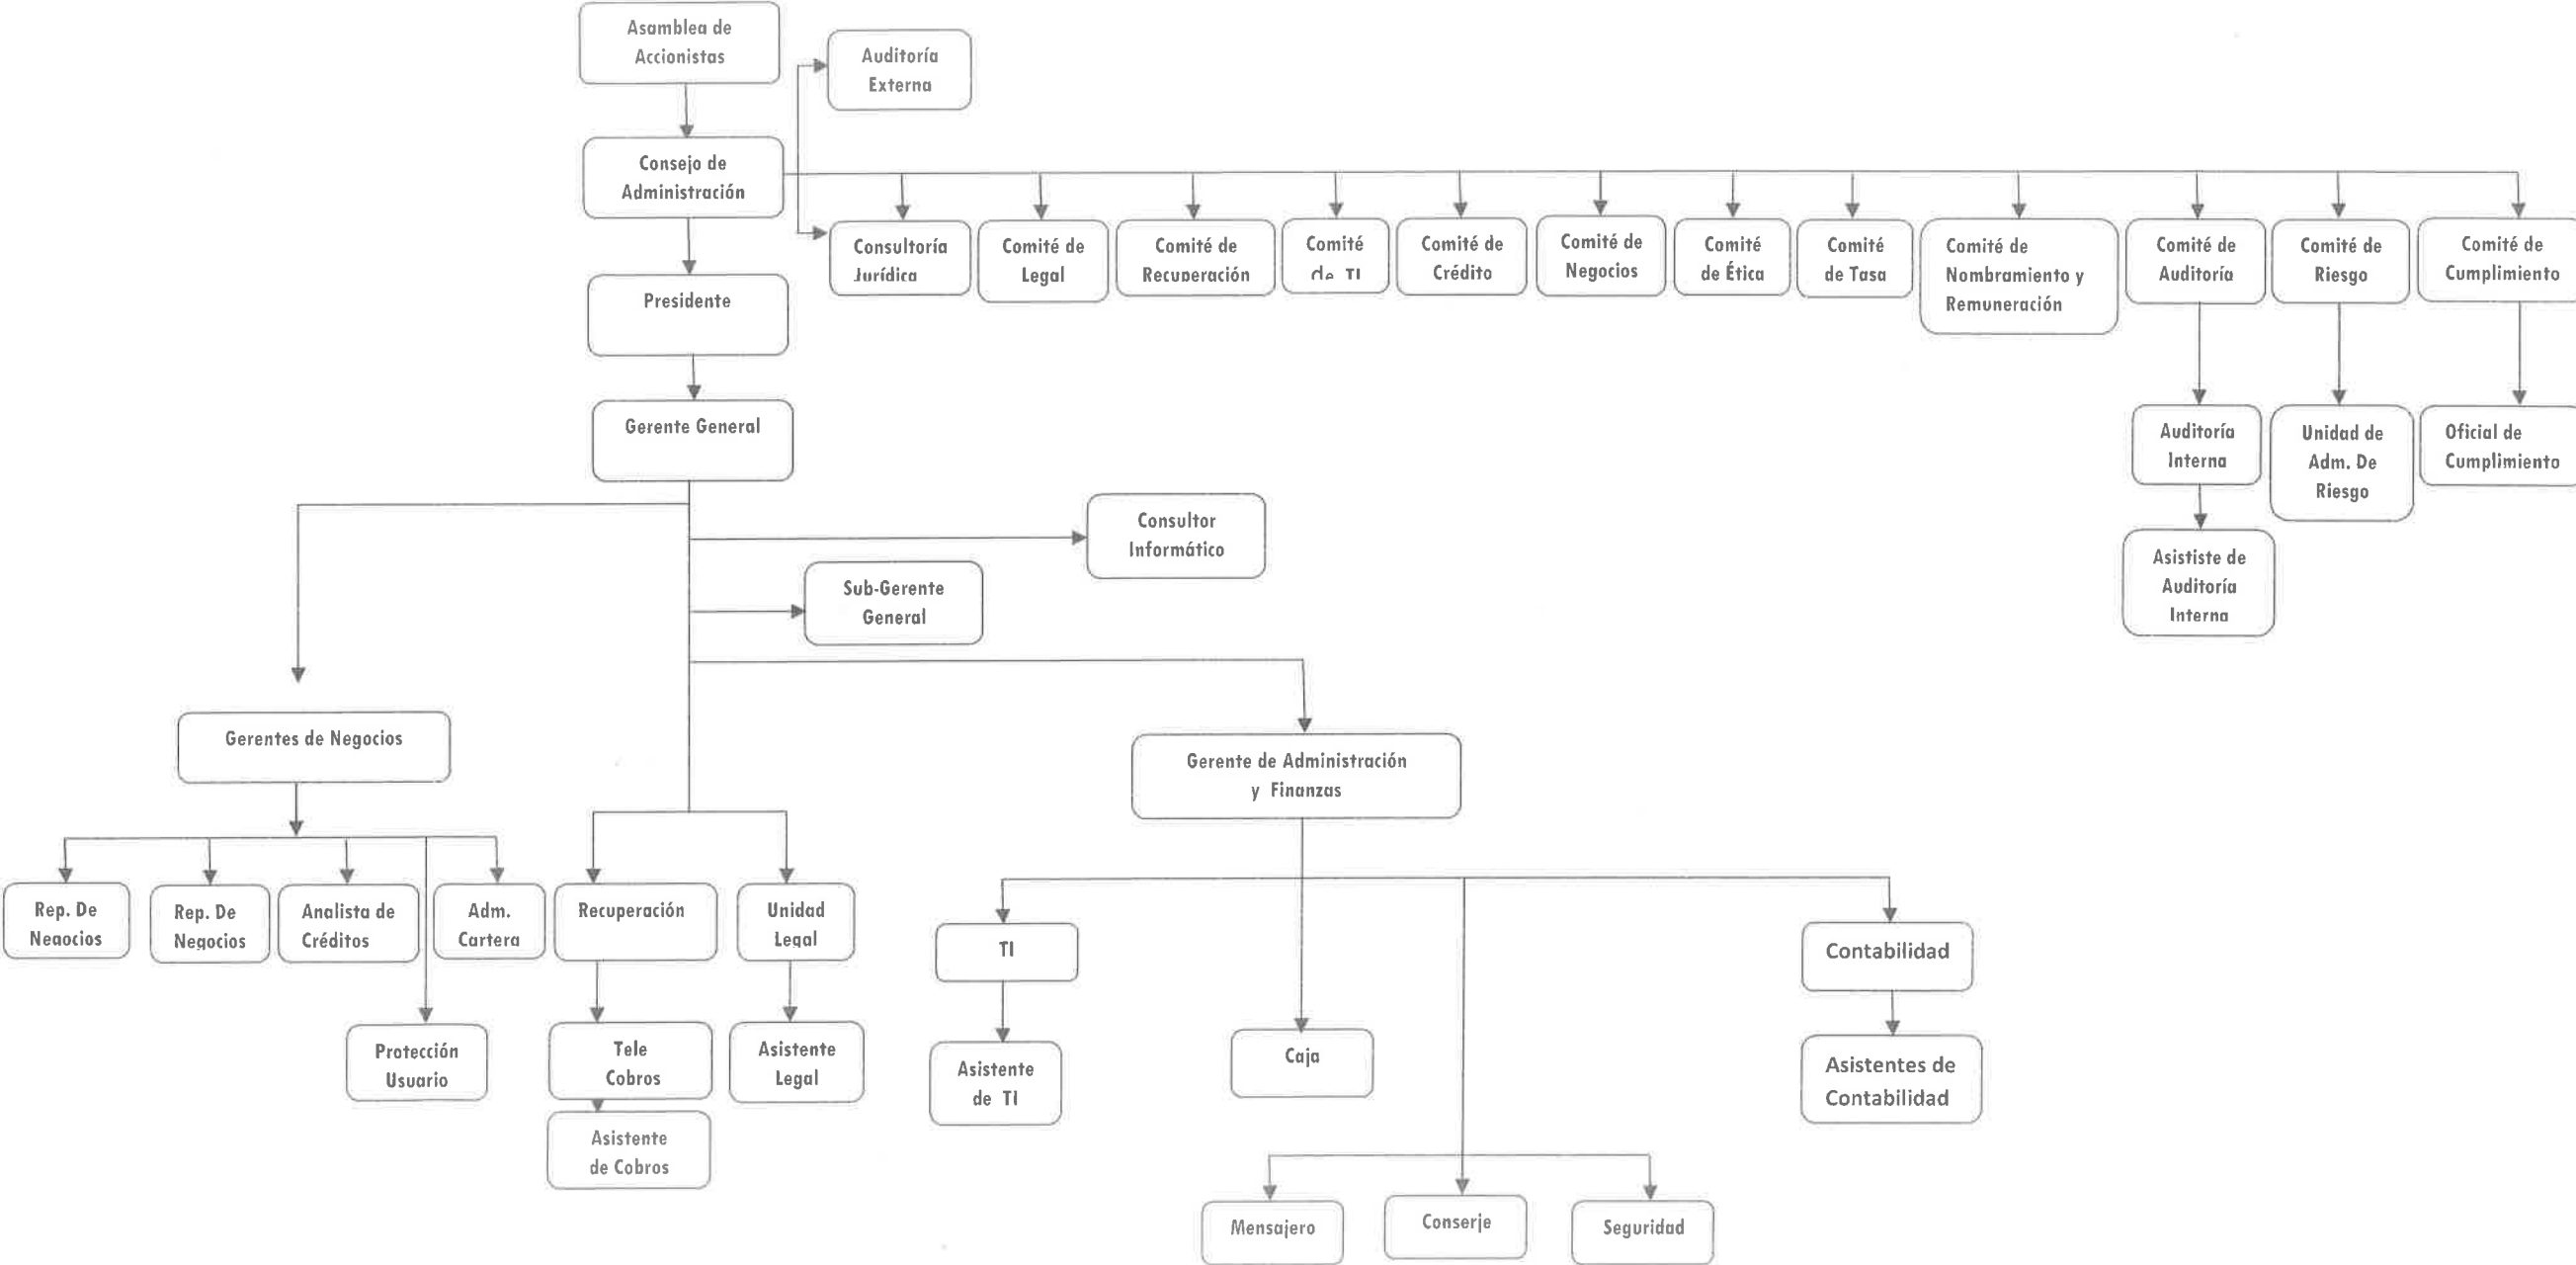 Asamblea de
Accionistas
Auditoría
Externa
Consejo de
Administración
Consultoría
Jurídica
Comité de
Legal
Comité de
Recuperación
Comité
de TI
Comité de
Crédito
Comité de
Negocios
Comité
de Ética
Comité
de Tasa
Comité de
Nombramiento y
Remuneración
Comité de
Auditoría
Comité de
Riesgo
Comité de
Cumplimiento
Presidente
Gerente General
Auditoría
Interna
Unidad de
Adm. De
Riesgo
Oficial de
Cumplimiento
Consultor
Informático
Asististe de
Auditoría
Interna
Sub-Gerente
General
Gerentes de Negocios
Gerente de Administración
y Finanzas
Rep. De
Negocios
Rep. De
Negocios
Analista de
Créditos
Adm.
Cartera
Recuperación
Unidad
Legal
TI
Contabilidad
Protección
Usuario
Tele
Cobros
Asistente
Legal
Asistente
de TI
Caja
Asistentes de
Contabilidad
Asistente
de Cobros
Mensajero
Conserje
Seguridad